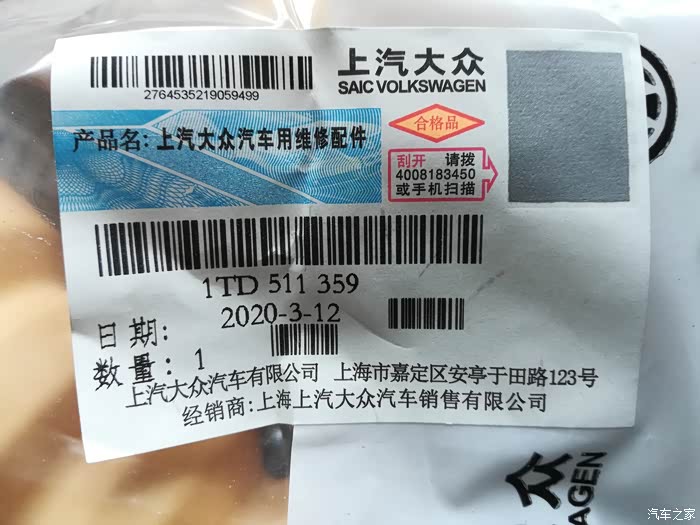 上汽大众
SAIC VOLKSWAGEN
2764535219059499
产品名: 上汽大众汽车用维修配件
合格品
刮开 请拨
4008183450
或手机扫描
1TD 511 359
日期: 2020-3-12
数量: 1
上汽大众汽车有限公司 上海市嘉定区安亭于田路123号
经销商:上海上汽大众汽车销售有限公司
众
WAGEN
汽车之家